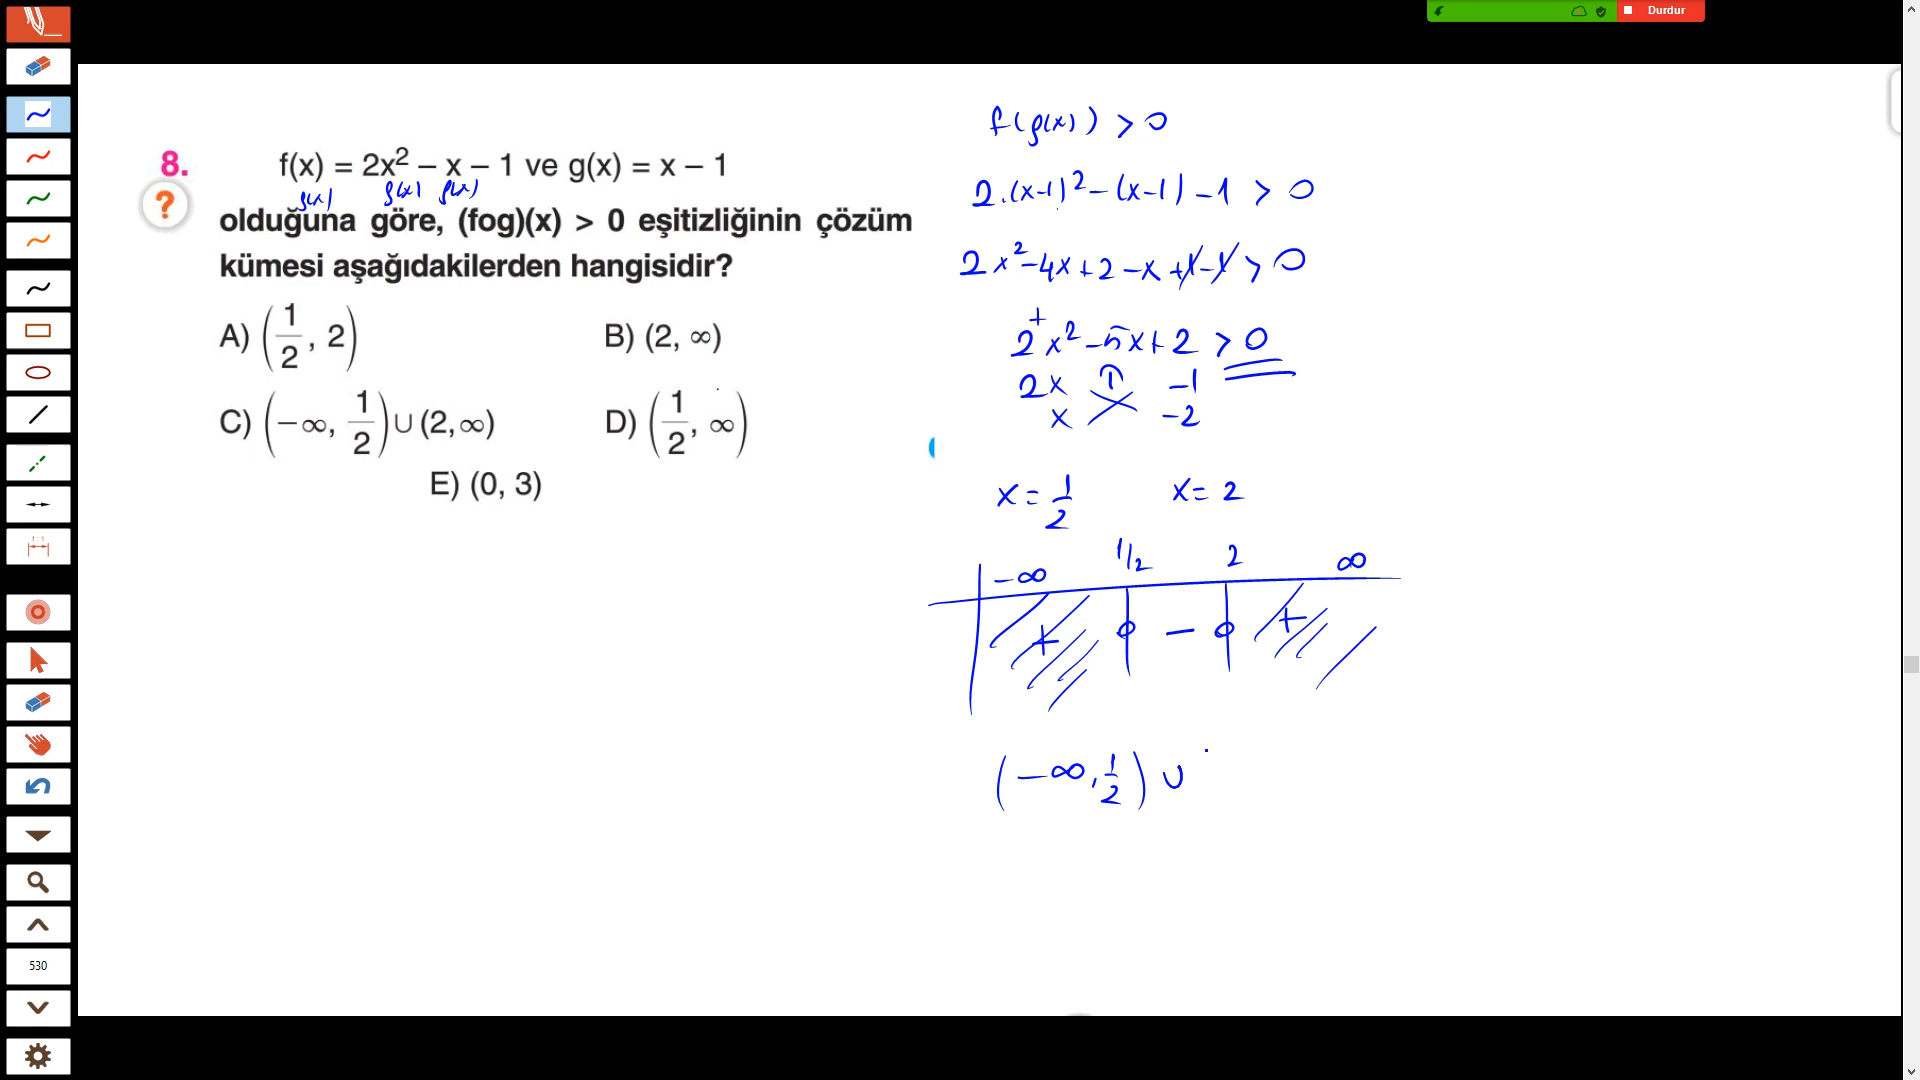 Durdur
8. f(x) = 2x² – x – 1 ve g(x) = x – 1
g(x) g(x) g(x)
olduğuna göre, (fog)(x) > 0 eşitizliğinin çözüm
kümesi aşağıdakilerden hangisidir?
A) (1/2, 2)
B) (2, ∞)
C) (–∞, 1/2) ∪ (2, ∞)
D) (1/2, ∞)
E) (0, 3)
f(g(x)) > 0
2.(x-1)² - (x-1) - 1 > 0
2x² - 4x + 2 - x + 1 - 1 > 0
+
2x² - 5x + 2 > 0
2x -1
x -2
x = 1/2 x = 2
-∞ 1/2 2 ∞
+ 0 - 0 +
(-∞, 1/2) ∪
1:1
530
?